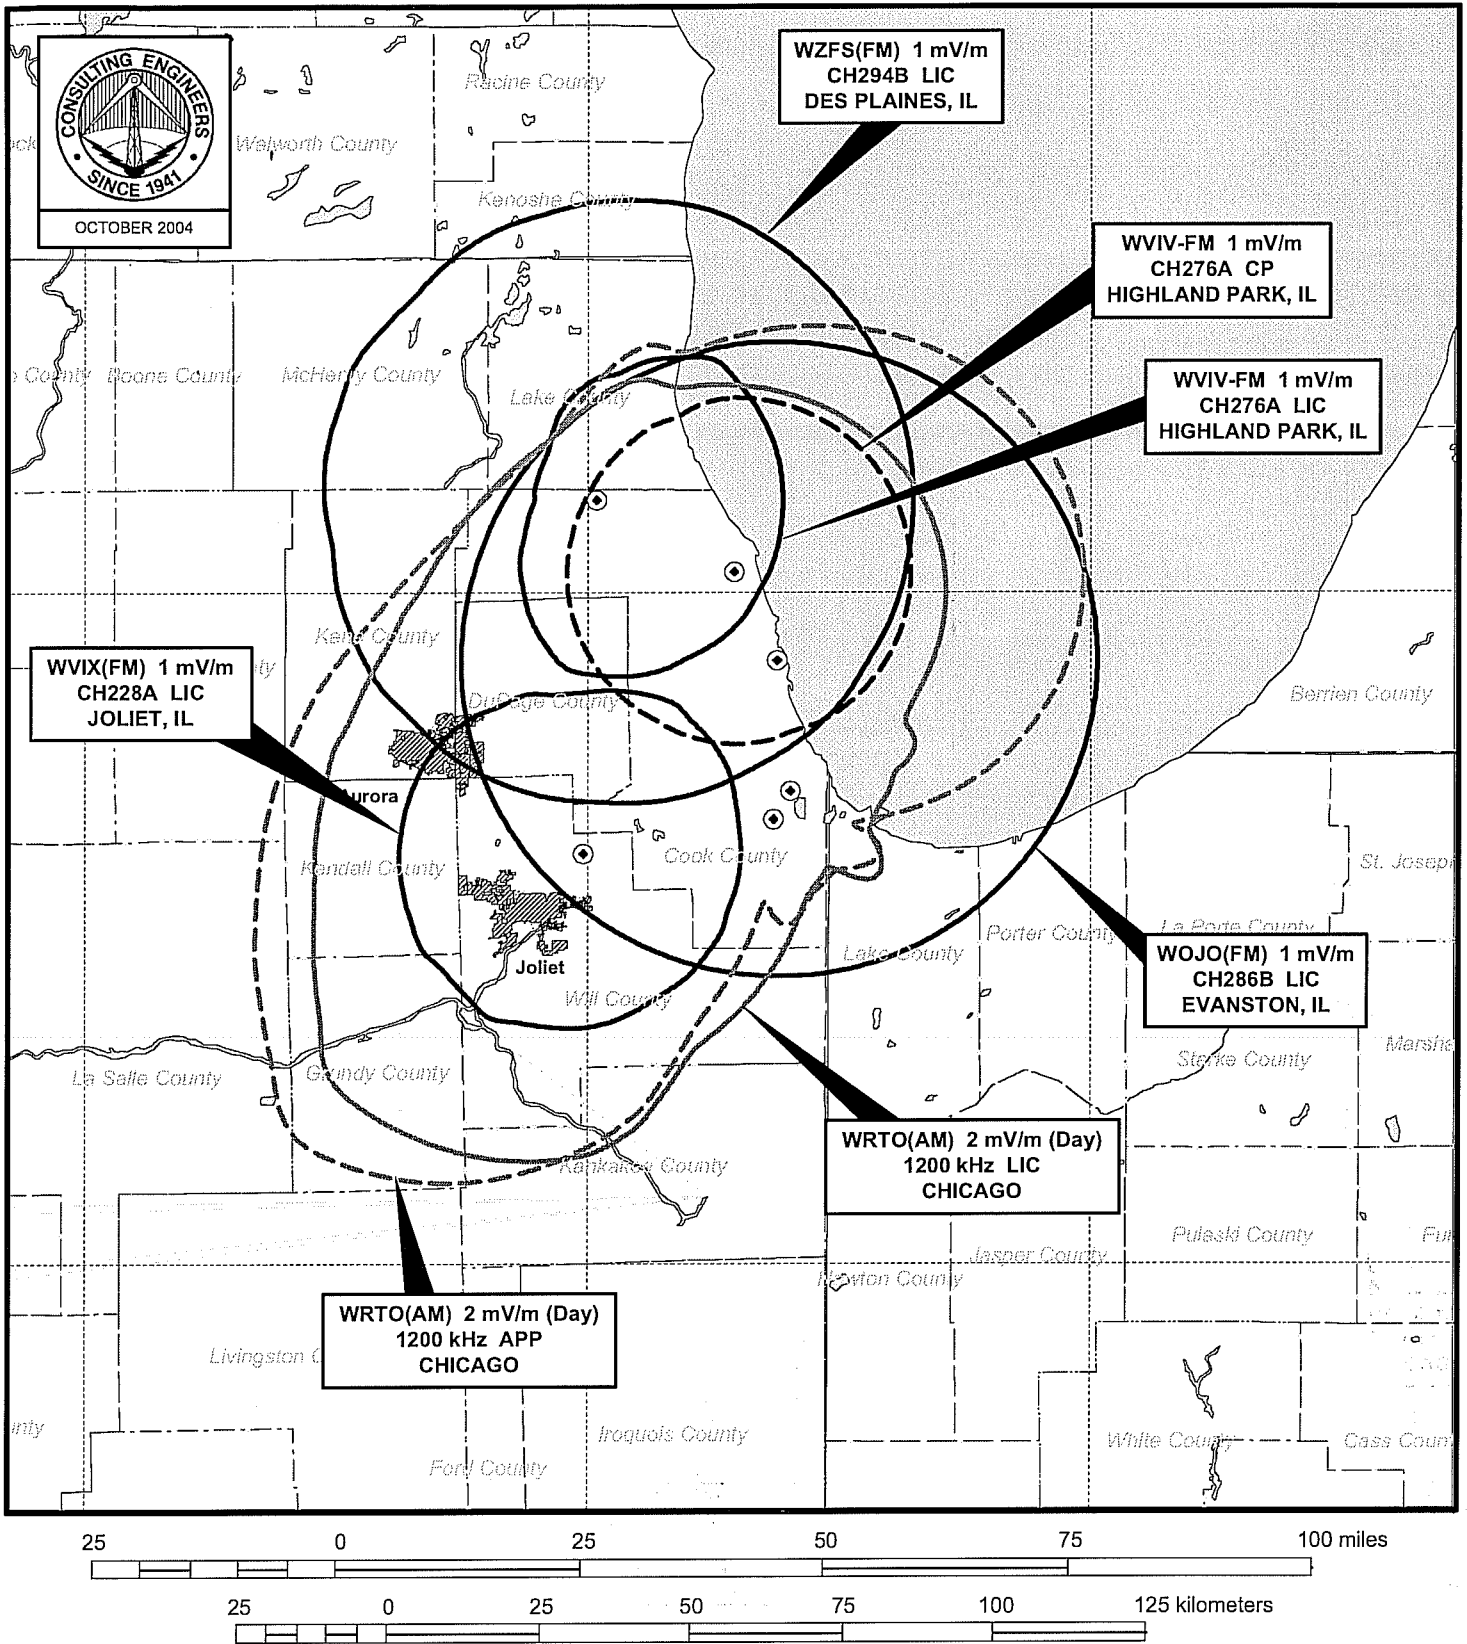 CONSULTING ENGINEERS
SINCE 1941
OCTOBER 2004
WZFS(FM) 1 mV/m
CH294B LIC
DES PLAINES, IL
Racine County
Walworth County
Kenosha County
WVIV-FM 1 mV/m
CH276A CP
HIGHLAND PARK, IL
County
Boone County
McHenry County
Lake County
WVIV-FM 1 mV/m
CH276A LIC
HIGHLAND PARK, IL
Kane County
WVIX(FM) 1 mV/m
CH228A LIC
JOLIET, IL
DuPage County
Berrien County
Aurora
Kendall County
Cook County
St. Joseph
Joliet
Will County
Lake County
Porter County
La Porte County
WOJO(FM) 1 mV/m
CH286B LIC
EVANSTON, IL
La Salle County
Grundy County
Starke County
Marsha
WRTO(AM) 2 mV/m (Day)
1200 kHz LIC
CHICAGO
Kankakee County
Pulaski County
Jasper County
Newton County
WRTO(AM) 2 mV/m (Day)
1200 kHz APP
CHICAGO
Livingston C
Iroquois County
Ford County
White County
Cass Coun
25 0 25 50 75 100 miles
25 0 25 50 75 100 125 kilometers